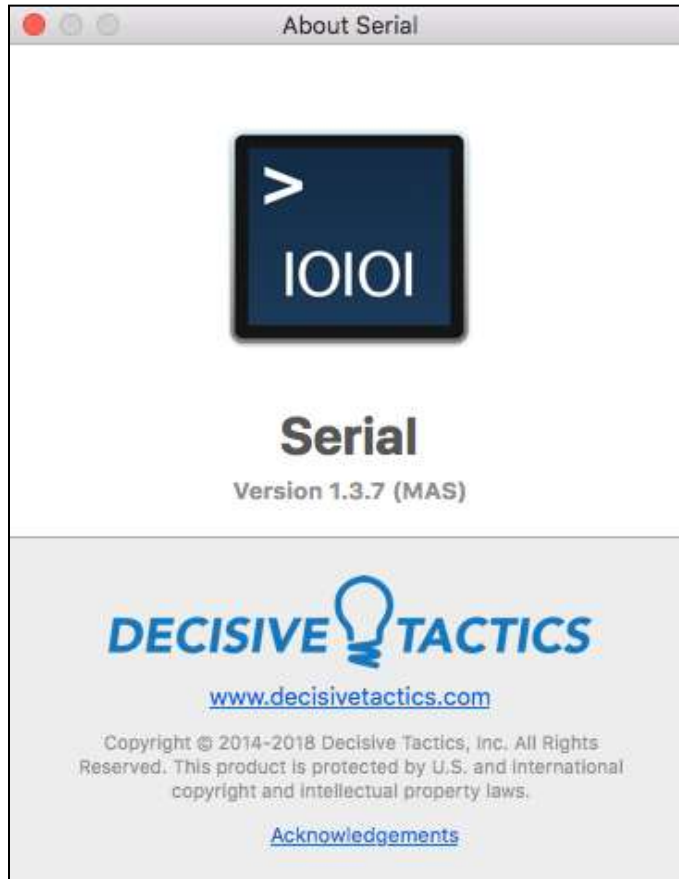 About Serial
>
IOIOI
Serial
Version 1.3.7 (MAS)
DECISIVE TACTICS
www.decisivetactics.com
Copyright © 2014-2018 Decisive Tactics, Inc. All Rights
Reserved. This product is protected by U.S. and international
copyright and intellectual property laws.
Acknowledgements